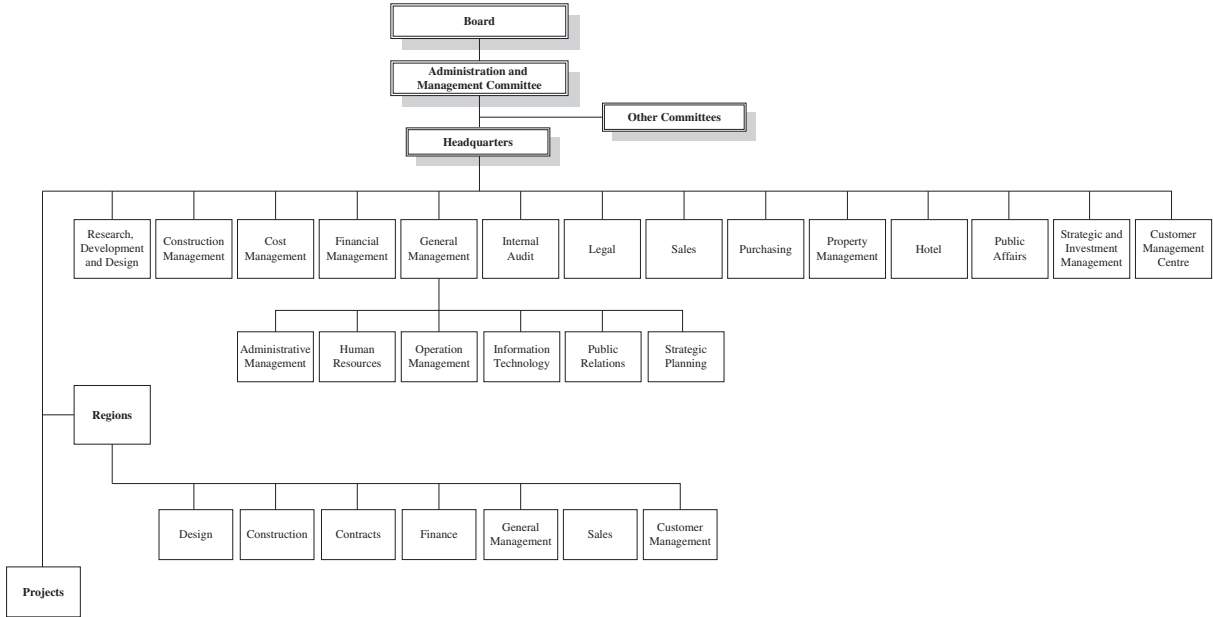 Board
Administration and
Management Committee
Other Committees
Headquarters
Research,
Development
and Design
Construction
Management
Cost
Management
Financial
Management
General
Management
Internal
Audit
Legal
Sales
Purchasing
Property
Management
Hotel
Public
Affairs
Strategic and
Investment
Management
Customer
Management
Centre
Administrative
Management
Human
Resources
Operation
Management
Information
Technology
Public
Relations
Strategic
Planning
Regions
Design
Construction
Contracts
Finance
General
Management
Sales
Customer
Management
Projects